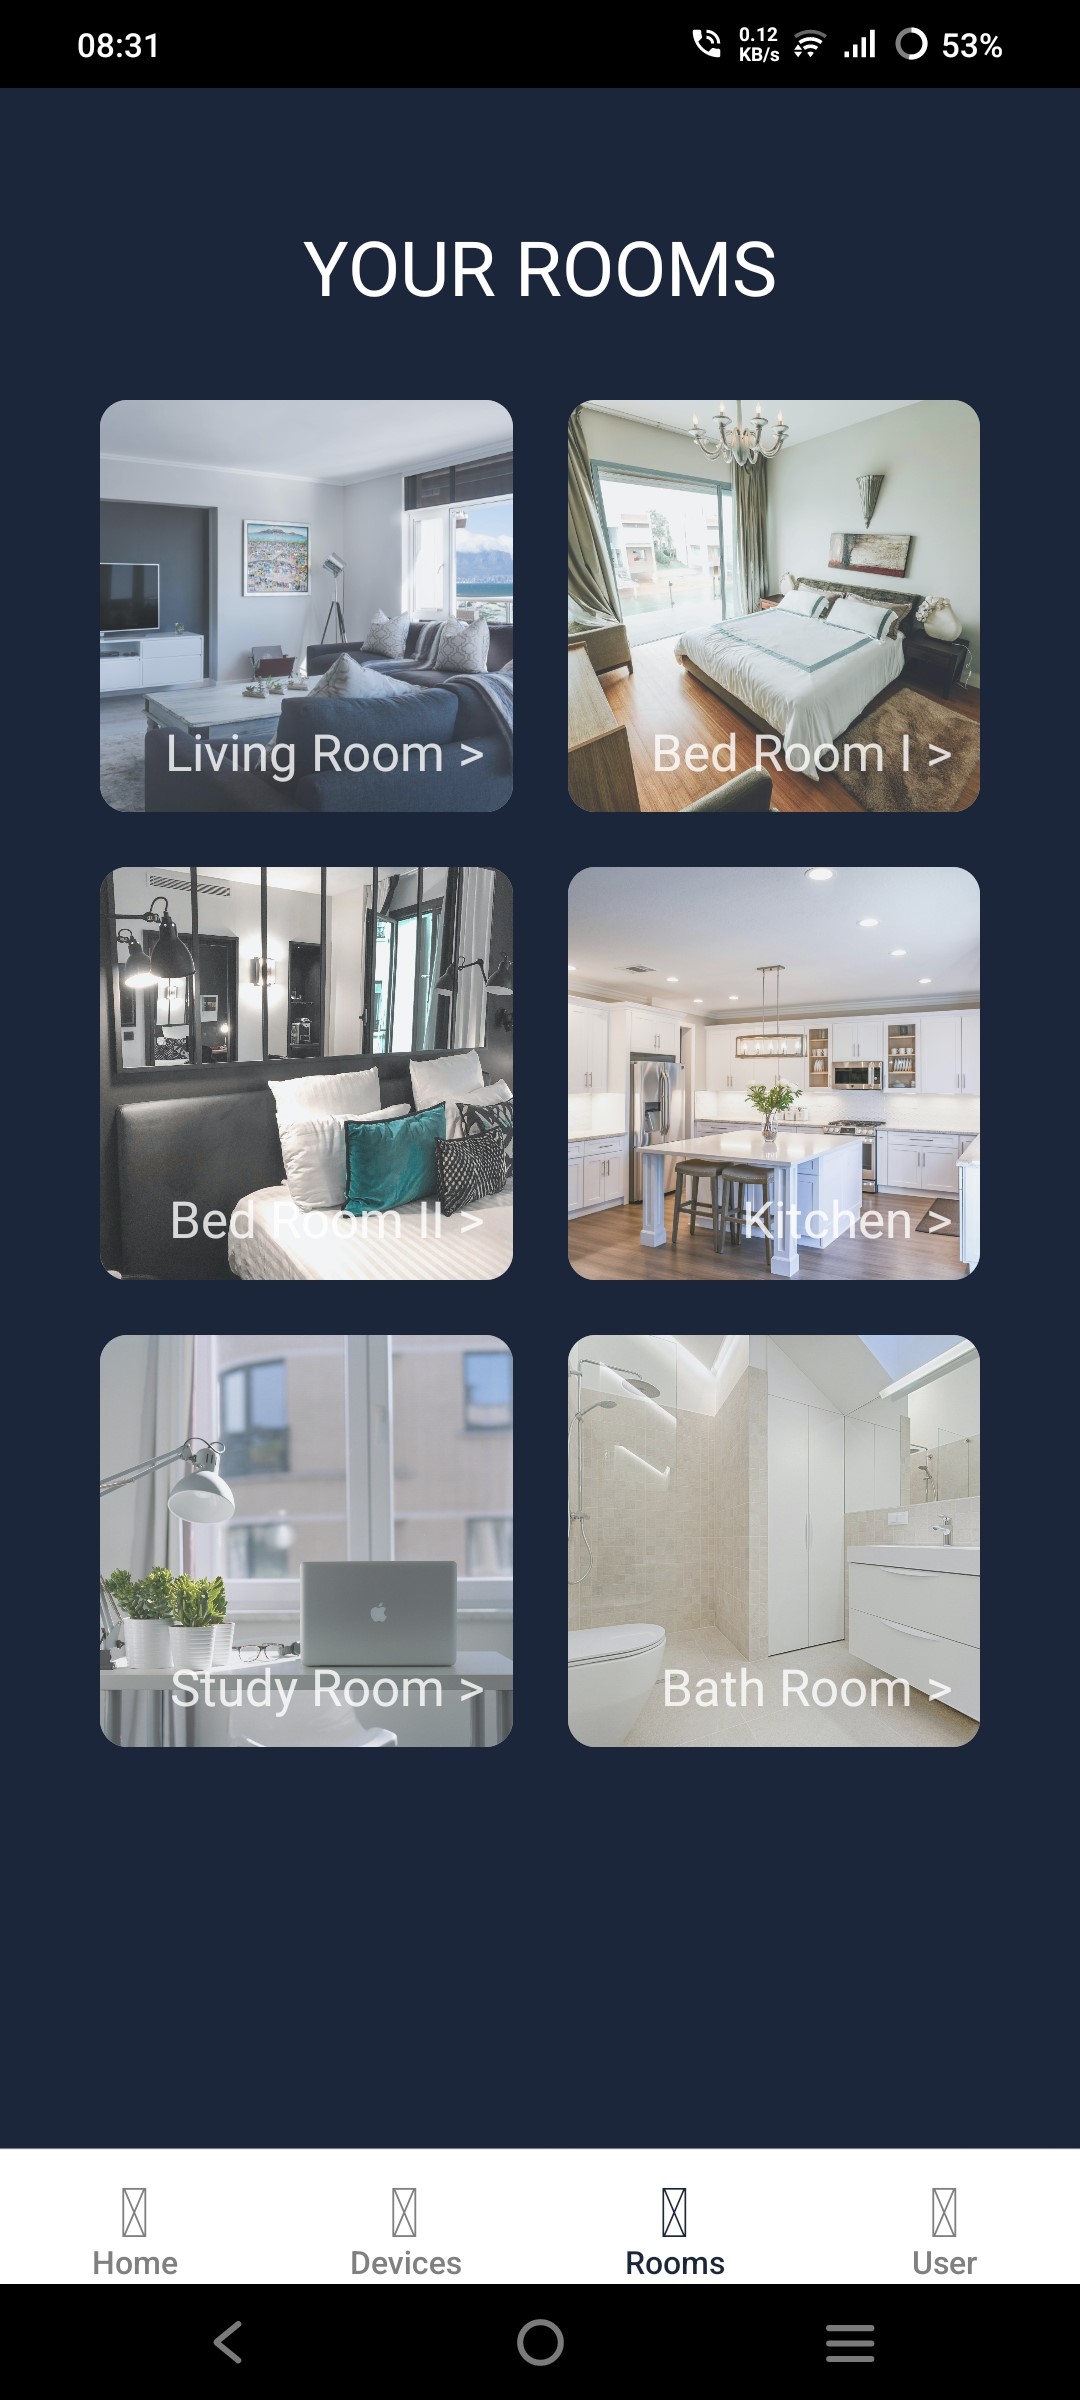 08:31
0.12
KB/s
53%
YOUR ROOMS
Living Room >
Bed Room I >
Bed Room II >
Kitchen >
Study Room >
Bath Room >
Home
Devices
Rooms
User